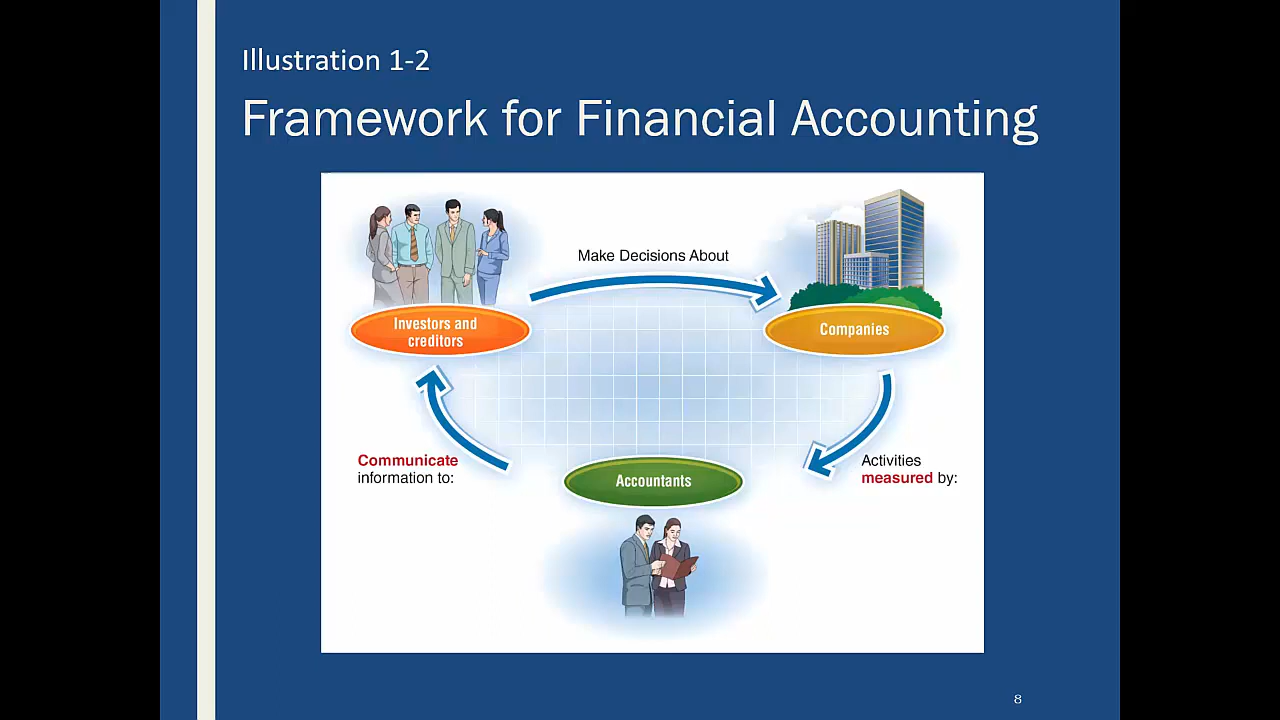 Illustration 1-2
Framework for Financial Accounting
Make Decisions About
Investors and
creditors
Companies
Communicate
information to:
Activities
measured by:
Accountants
8